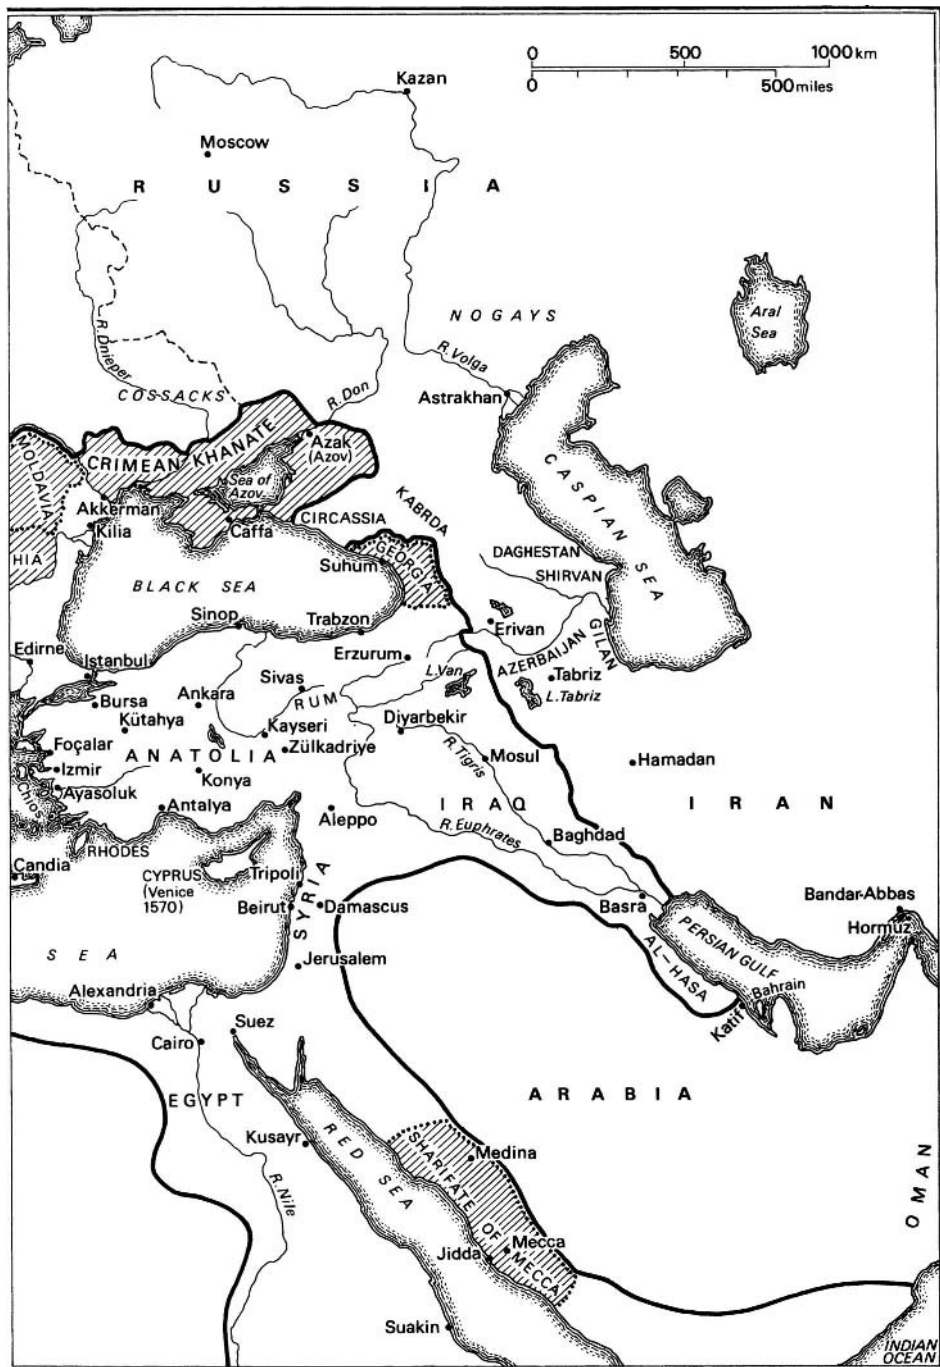 0 500 1000 km
0 500 miles
Kazan
Moscow
RUSSIA
NOGAYS
Aral
Sea
R. Dnieper
R. Volga
COSSACKS
R. Don
Astrakhan
MOLDAVIA
CRIMEAN KHANATE
Azak
(Azov)
Sea of
Azov
CASPIAN SEA
Akkerman
Kilia
Caffa
CIRCASSIA
KABRDA
HIA
GEORGIA
Suhum
DAGHESTAN
SHIRVAN
BLACK SEA
Sinop
Trabzon
Erivan
Edirne
Istanbul
Erzurum
AZERBAIJAN
GILAN
L. Van
Tabriz
L. Tabriz
Bursa
Ankara
Sivas
RUM
Kütahya
Kayseri
Diyarbekir
Foçalar
ANATOLIA
Zülkadriye
R. Tigris
Mosul
Hamadan
Izmir
Konya
Ayasoluk
Chios
Antalya
Aleppo
IRAQ
IRAN
R. Euphrates
Baghdad
RHODES
Candia
CYPRUS
(Venice
1570)
Tripoli
SYRIA
Beirut
Damascus
Basra
Bandar-Abbas
Hormuz
PERSIAN GULF
SEA
Jerusalem
AL-HASA
Bahrain
Katif
Alexandria
Suez
Cairo
EGYPT
ARABIA
Kusayr
RED SEA
Medina
SHARIFATE OF MECCA
R. Nile
OMAN
Mecca
Jidda
Suakin
INDIAN
OCEAN